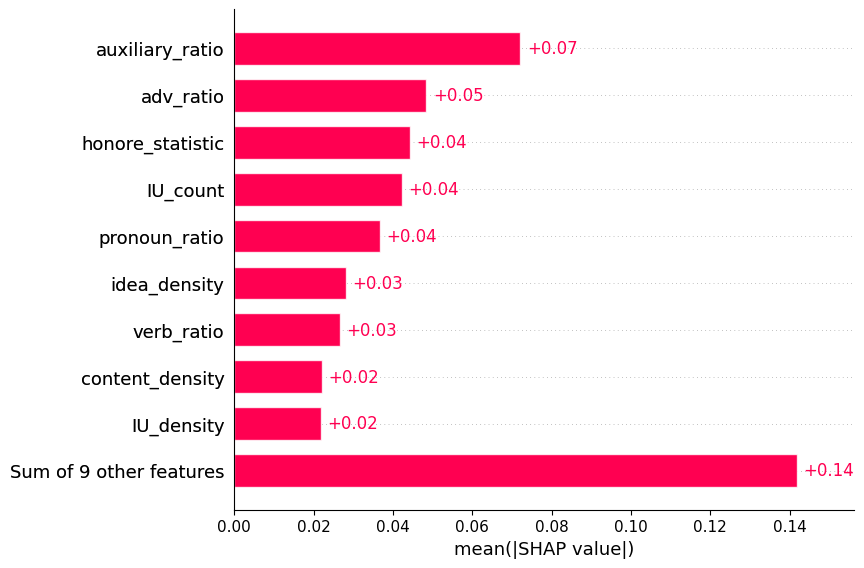 auxiliary_ratio +0.07
adv_ratio +0.05
honore_statistic +0.04
IU_count +0.04
pronoun_ratio +0.04
idea_density +0.03
verb_ratio +0.03
content_density +0.02
IU_density +0.02
Sum of 9 other features +0.14
0.00 0.02 0.04 0.06 0.08 0.10 0.12 0.14
mean(|SHAP value|)